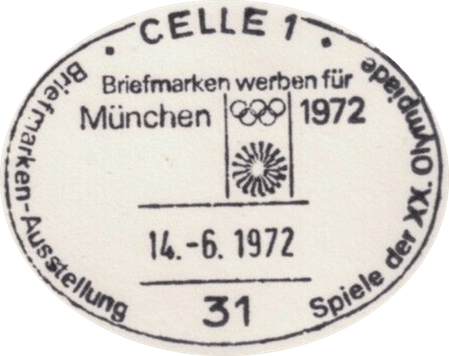 CELLE 1
Briefmarken-Ausstellung
Briefmarken werben für
München 1972
14.-6. 1972
31
Spiele der XX. Olympiade